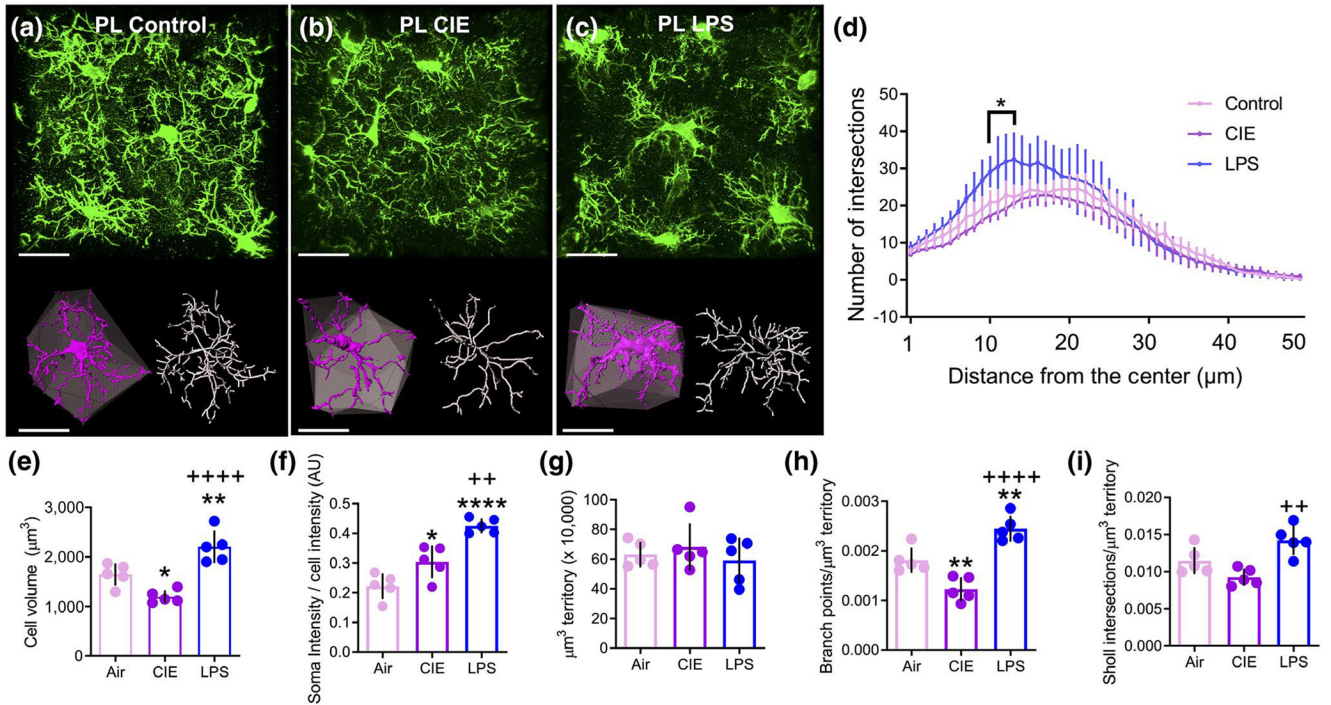 (a) PL Control
(b) PL CIE
(c) PL LPS
(d)
Number of intersections
50
40
30
20
10
0
-10
*
Control
CIE
LPS
1 10 20 30 40 50
Distance from the center (µm)
(e)
Cell volume (µm³)
3,000
2,000
1,000
*
++++
**
Air CIE LPS
(f)
Soma Intensity / cell intensity (AU)
0.5
0.4
0.3
0.2
0.1
0.0
*
++
****
Air CIE LPS
(g)
µm³ territory (x 10,000)
100
80
60
40
20
0
Air CIE LPS
(h)
Branch points/µm³ territory
0.003
0.002
0.001
0.000
**
++++
**
Air CIE LPS
(i)
Sholl intersections/µm³ territory
0.020
0.015
0.010
0.005
0.000
++
Air CIE LPS